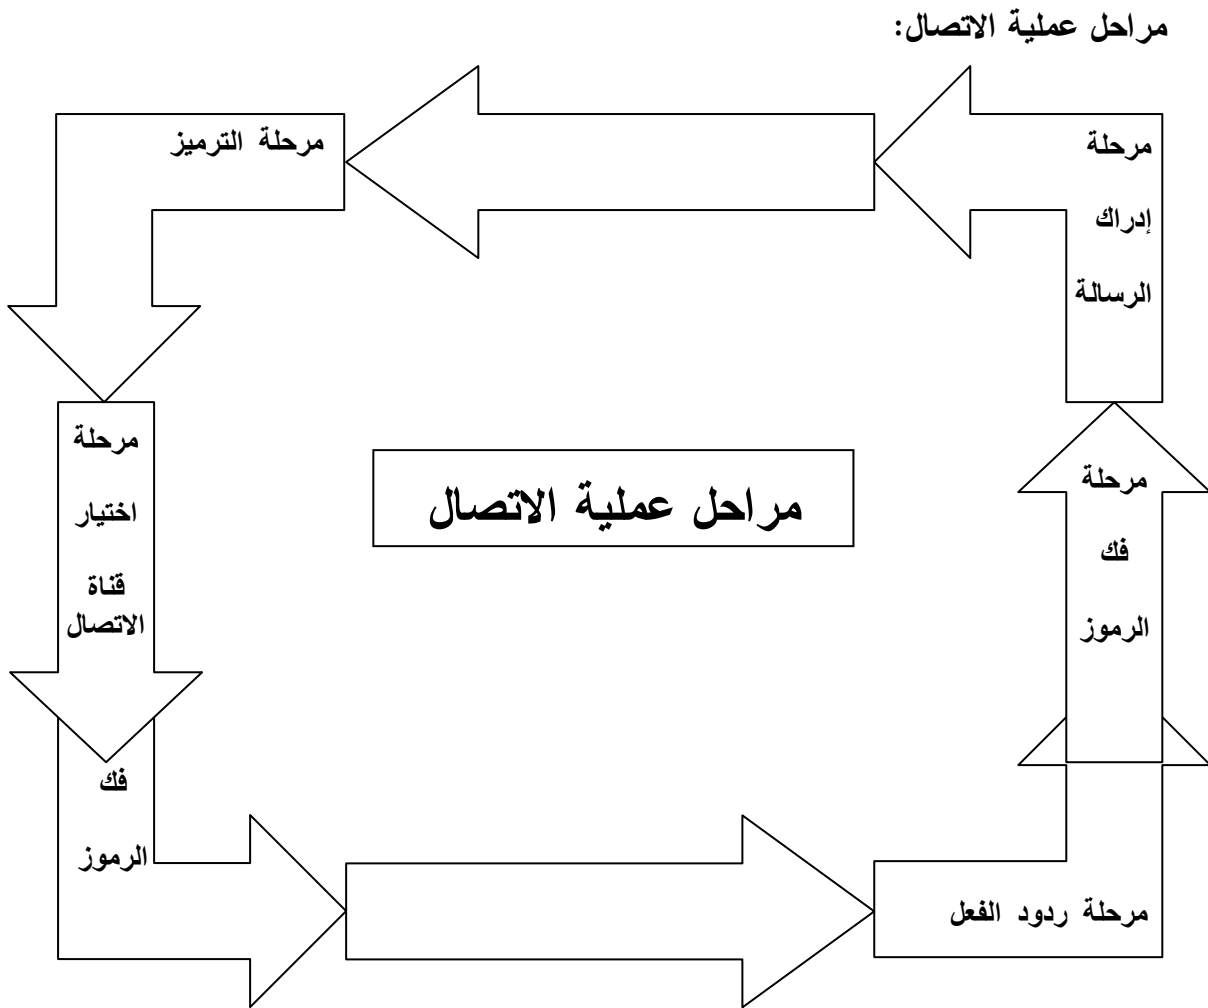 مراحل عملية الاتصال:
مرحلة
إدراك
الرسالة
مرحلة الترميز
مرحلة
اختيار
قناة
الاتصال
مراحل عملية الاتصال
مرحلة
فك
الرموز
فك
الرموز
مرحلة ردود الفعل